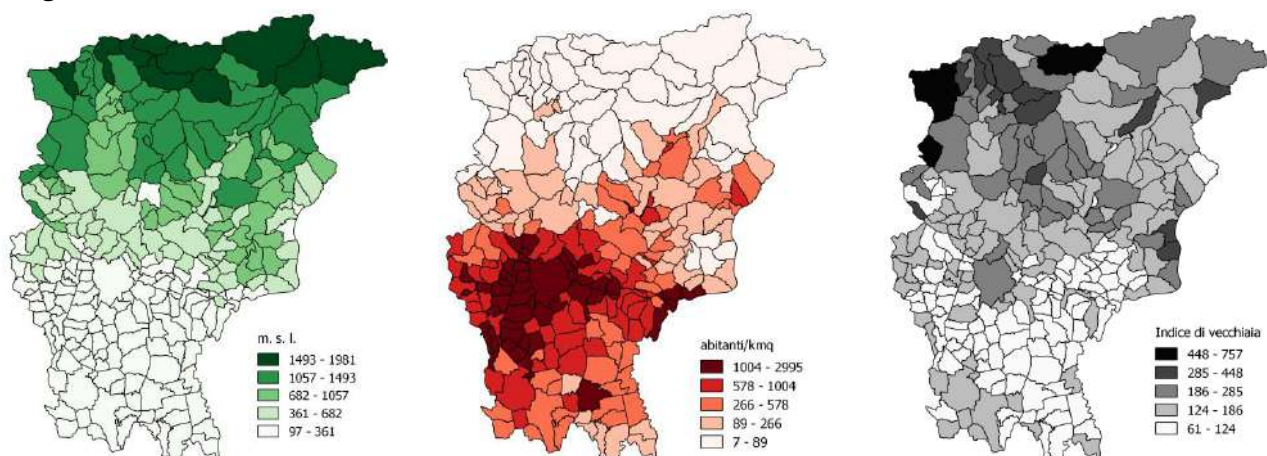 m. s. l.
1493 - 1981
1057 - 1493
682 - 1057
361 - 682
97 - 361
abitanti/kmq
1004 - 2995
578 - 1004
266 - 578
89 - 266
7 - 89
Indice di vecchiaia
448 - 757
285 - 448
186 - 285
124 - 186
61 - 124